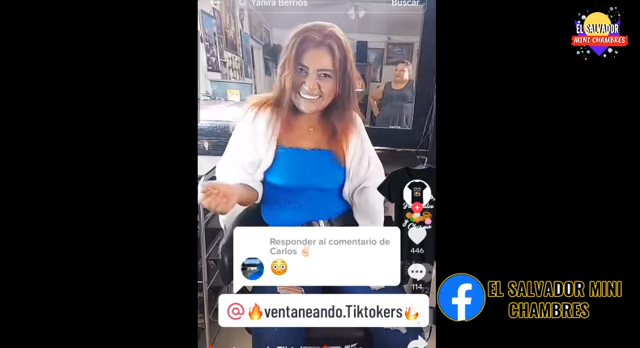 Yanira Berrios
Buscar
EL SALVADOR
MINI CHAMBRES
Responder al comentario de
Carlos ✌🏻
😳
@🔥ventaneando.Tiktokers
446
114
EL SALVADOR MINI
CHAMBRES